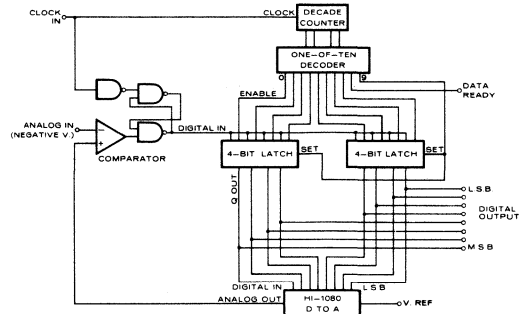 CLOCK IN
CLOCK
DECADE COUNTER
ONE-OF-TEN DECODER
0
9
ENABLE
DATA READY
ANALOG IN (NEGATIVE V.)
-
+
COMPARATOR
DIGITAL IN
4-BIT LATCH
SET
4-BIT LATCH
SET
Q OUT
L.S.B.
DIGITAL OUTPUT
M.S.B
DIGITAL IN
L.S.B.
ANALOG OUT
HI-1080 D TO A
V. REF